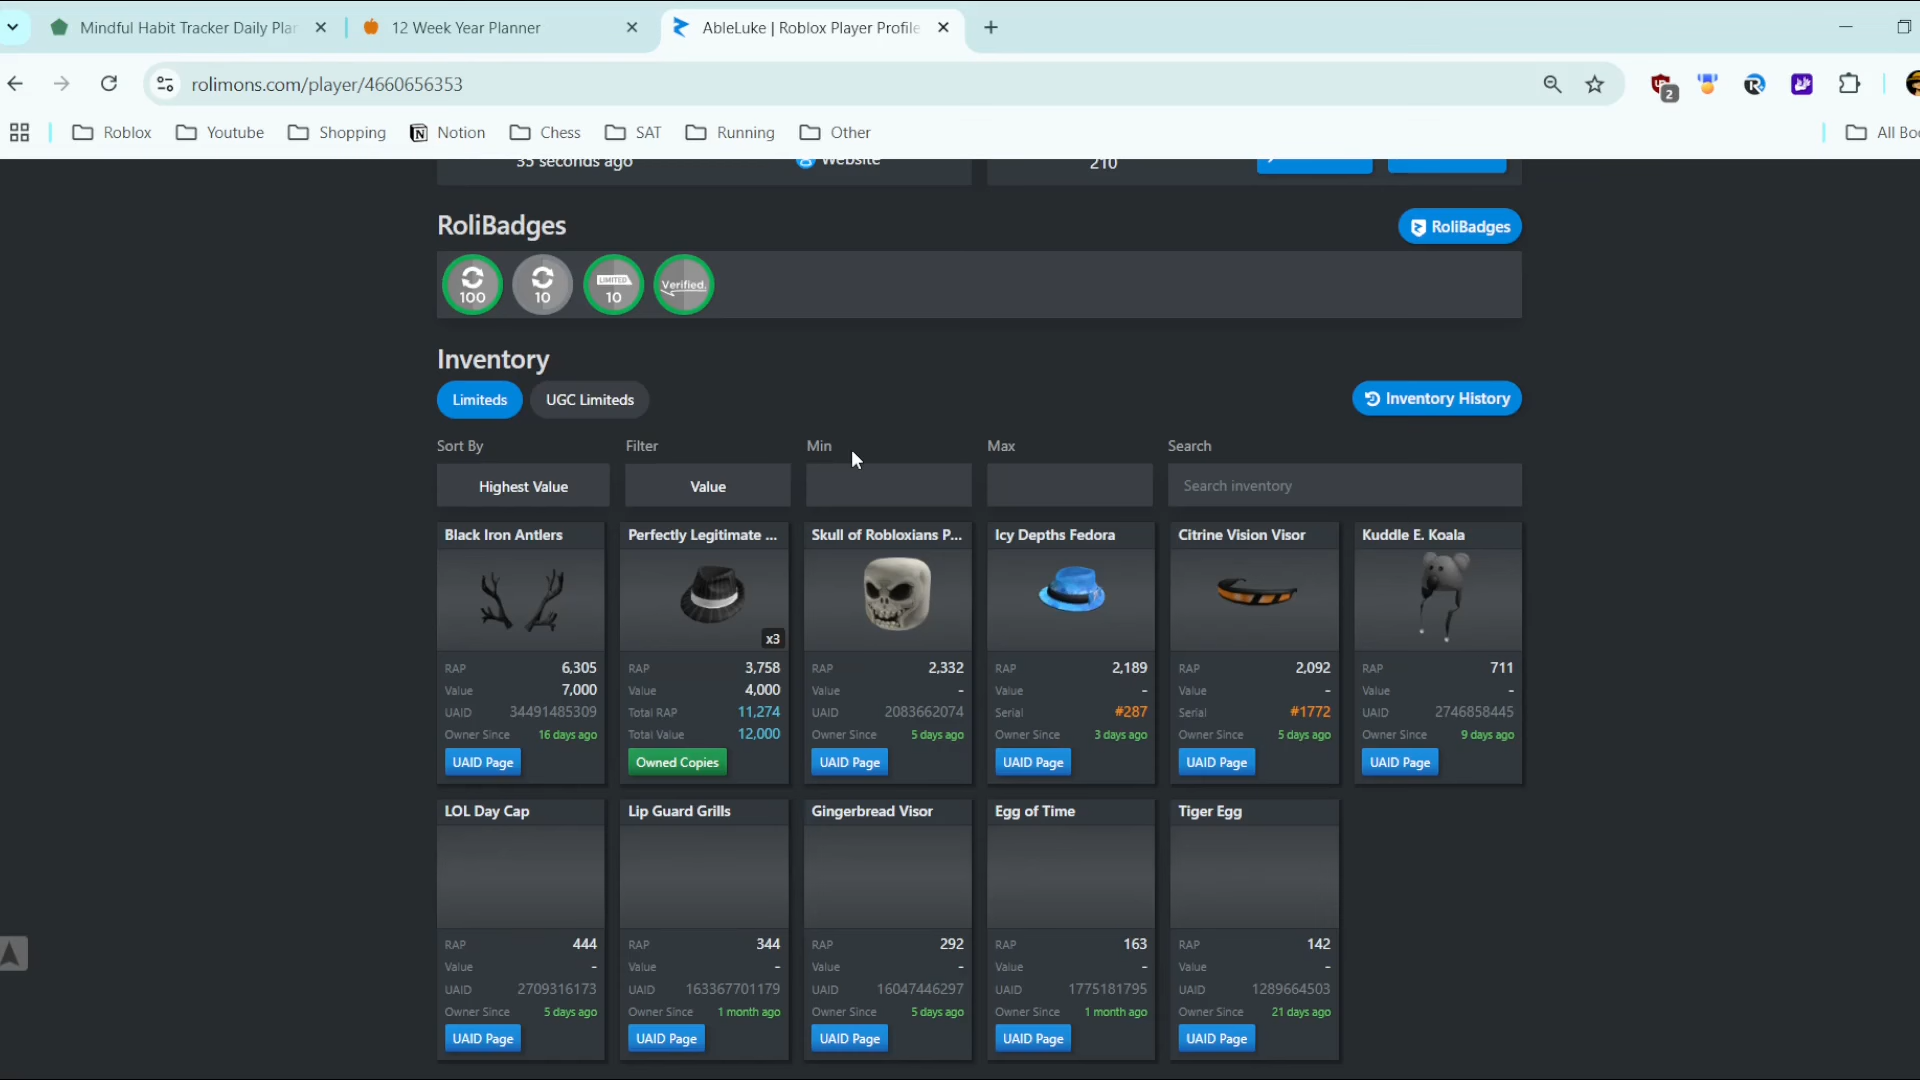 Mindful Habit Tracker Daily Plan
12 Week Year Planner
AbleLuke | Roblox Player Profile
rolimons.com/player/4660656353
2
Roblox
Youtube
Shopping
Notion
Chess
SAT
Running
Other
All Boo
35 seconds ago
Website
210
RoliBadges
RoliBadges
100
10
LIMITED
10
Verified.
Inventory
Limiteds
UGC Limiteds
Inventory History
Sort By
Filter
Min
Max
Search
Highest Value
Value
Search inventory
Black Iron Antlers
RAP 6,305
Value 7,000
UAID 34491485309
Owner Since 16 days ago
UAID Page
Perfectly Legitimate ...
x3
RAP 3,758
Value 4,000
Total RAP 11,274
Total Value 12,000
Owned Copies
Skull of Robloxians P...
RAP 2,332
Value -
UAID 2083662074
Owner Since 5 days ago
UAID Page
Icy Depths Fedora
RAP 2,189
Value -
Serial #287
Owner Since 3 days ago
UAID Page
Citrine Vision Visor
RAP 2,092
Value -
Serial #1772
Owner Since 5 days ago
UAID Page
Kuddle E. Koala
RAP 711
Value -
UAID 2746858445
Owner Since 9 days ago
UAID Page
LOL Day Cap
RAP 444
Value -
UAID 2709316173
Owner Since 5 days ago
UAID Page
Lip Guard Grills
RAP 344
Value -
UAID 163367701179
Owner Since 1 month ago
UAID Page
Gingerbread Visor
RAP 292
Value -
UAID 16047446297
Owner Since 5 days ago
UAID Page
Egg of Time
RAP 163
Value -
UAID 1775181795
Owner Since 1 month ago
UAID Page
Tiger Egg
RAP 142
Value -
UAID 1289664503
Owner Since 21 days ago
UAID Page